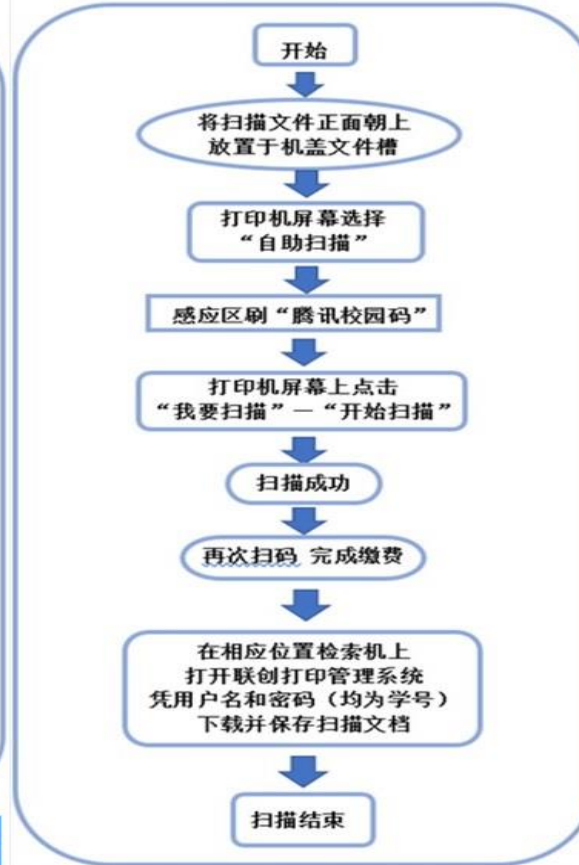 开始
将扫描文件正面朝上
放置于机盖文件槽
打印机屏幕选择
“自助扫描”
感应区刷“腾讯校园码”
打印机屏幕上点击
“我要扫描”—“开始扫描”
扫描成功
再次扫码 完成缴费
在相应位置检索机上
打开联创打印管理系统
凭用户名和密码（均为学号）
下载并保存扫描文档
扫描结束